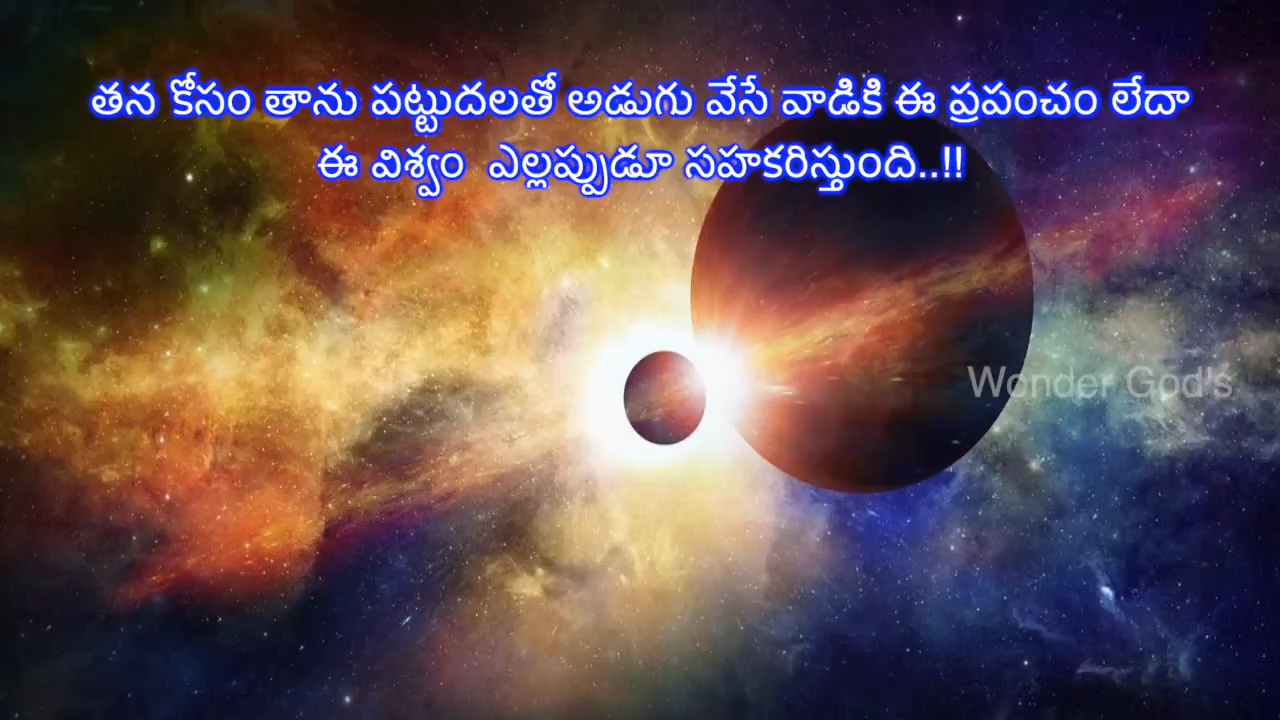 తన కోసం తాను పట్టుదలతో అడుగు వేసే వాడికి ఈ ప్రపంచం లేదా
ఈ విశ్వం ఎల్లప్పుడూ సహకరిస్తుంది..!!
Wonder God's